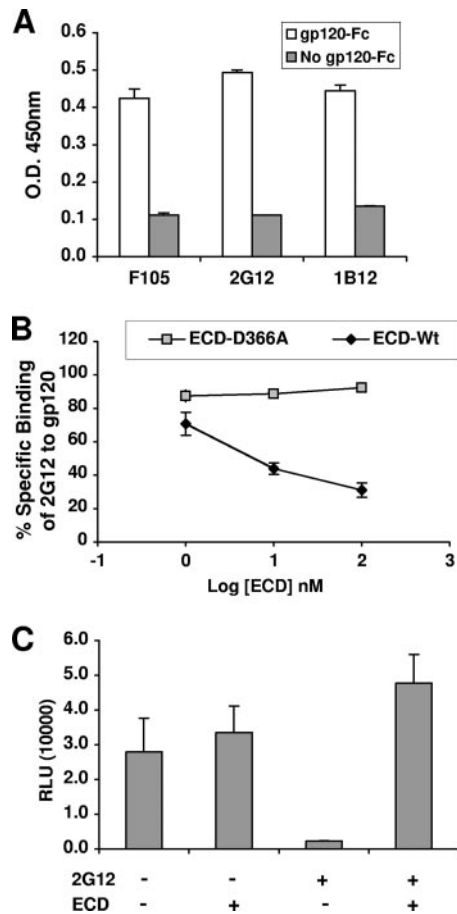 A
gp120-Fc
No gp120-Fc
O.D. 450nm
0.6
0.5
0.4
0.3
0.2
0.1
0.0
F105 2G12 1B12
B
ECD-D366A ECD-Wt
% Specific Binding
of 2G12 to gp120
120
100
80
60
40
20
0
-1 0 1 2 3
Log [ECD] nM
C
RLU (10000)
6.0
5.0
4.0
3.0
2.0
1.0
0.0
2G12 - - + +
ECD - + - +